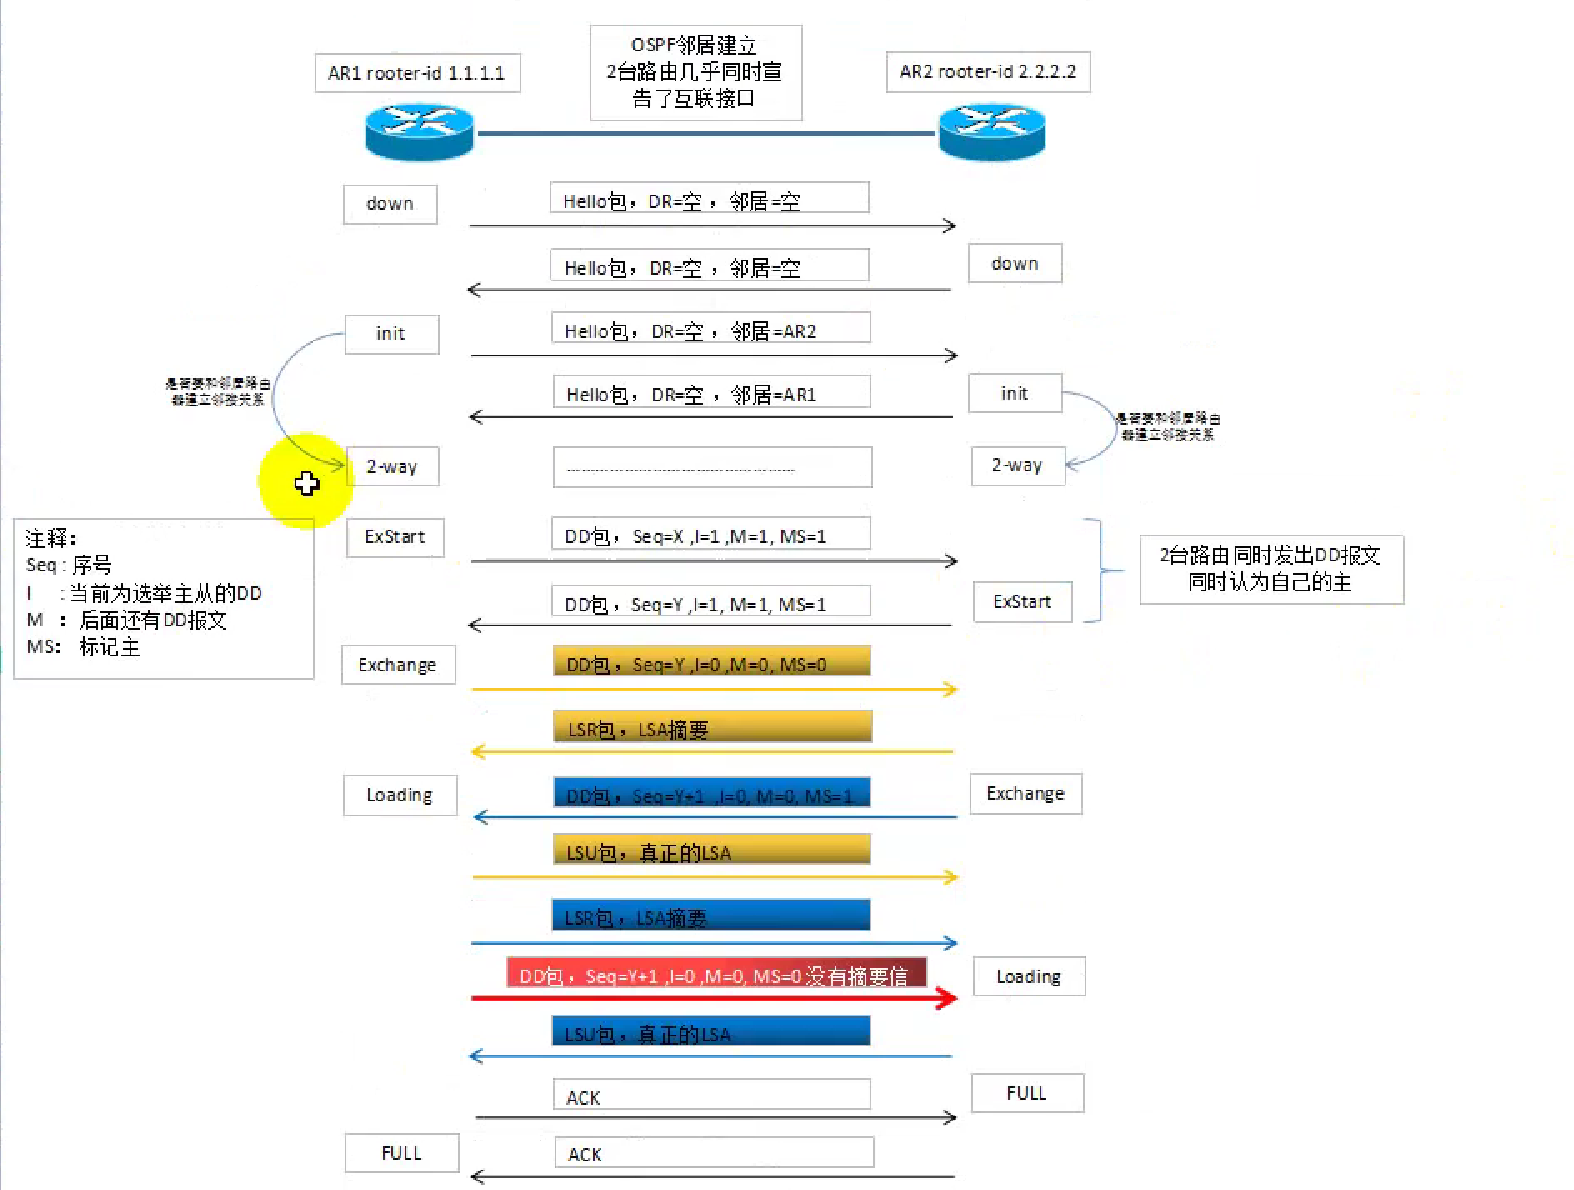 OSPF邻居建立
2台路由几乎同时宣
告了互联接口
AR1 rooter-id 1.1.1.1
AR2 rooter-id 2.2.2.2
down
Hello包，DR=空 ，邻居=空
Hello包，DR=空 ，邻居=空
down
init
Hello包，DR=空 ，邻居=AR2
是否要和邻居路由
器建立邻接关系
Hello包，DR=空 ，邻居=AR1
init
是否要和邻居路由
器建立邻接关系
2-way
2-way
注释：
Seq : 序号
I : 当前为选举主从的DD
M ： 后面还有DD报文
MS： 标记主
ExStart
DD包，Seq=X ,I=1 ,M=1, MS=1
2台路由同时发出DD报文
同时认为自己的主
DD包，Seq=Y ,I=1, M=1, MS=1
ExStart
Exchange
DD包，Seq=Y ,I=0 ,M=0, MS=0
LSR包，LSA摘要
Loading
DD包，Seq=Y+1 ,I=0, M=0, MS=1
Exchange
LSU包，真正的LSA
LSR包，LSA摘要
DD包，Seq=Y+1 ,I=0 ,M=0, MS=0 没有摘要信
Loading
LSU包，真正的LSA
ACK
FULL
FULL
ACK